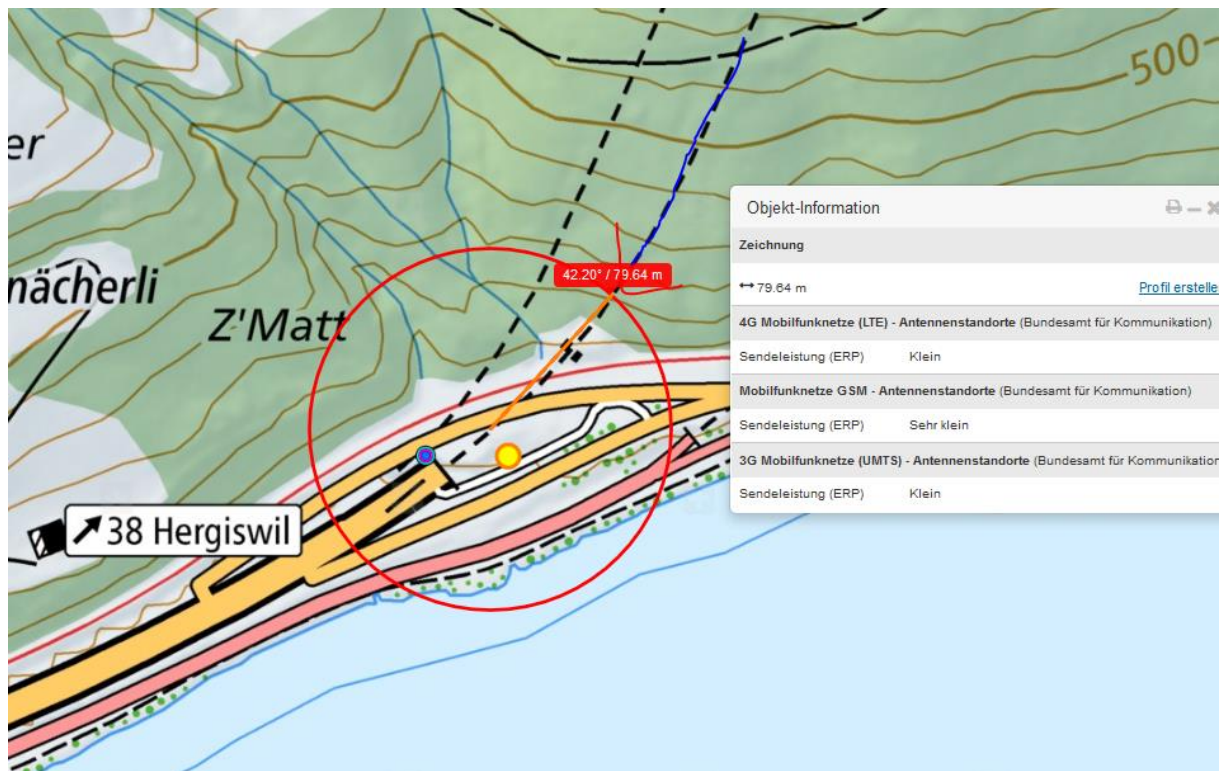 500
er
Objekt-Information
Zeichnung
42.20° / 79.64 m
↔ 79.64 m Profil erstelle
nächerli
Z'Matt
4G Mobilfunknetze (LTE) - Antennenstandorte (Bundesamt für Kommunikation)
Sendeleistung (ERP) Klein
Mobilfunknetze GSM - Antennenstandorte (Bundesamt für Kommunikation)
Sendeleistung (ERP) Sehr klein
3G Mobilfunknetze (UMTS) - Antennenstandorte (Bundesamt für Kommunikation
Sendeleistung (ERP) Klein
38 Hergiswil